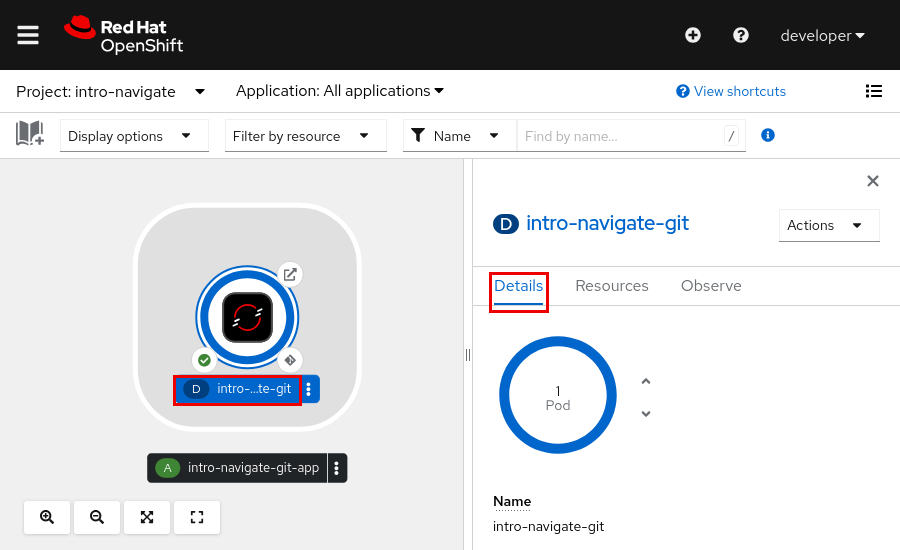 Red Hat
OpenShift
developer
Project: intro-navigate
Application: All applications
View shortcuts
Display options
Filter by resource
Name
Find by name...
/
D intro-navigate-git
Actions
Details
Resources
Observe
1
Pod
D intro-...te-git
A intro-navigate-git-app
Name
intro-navigate-git